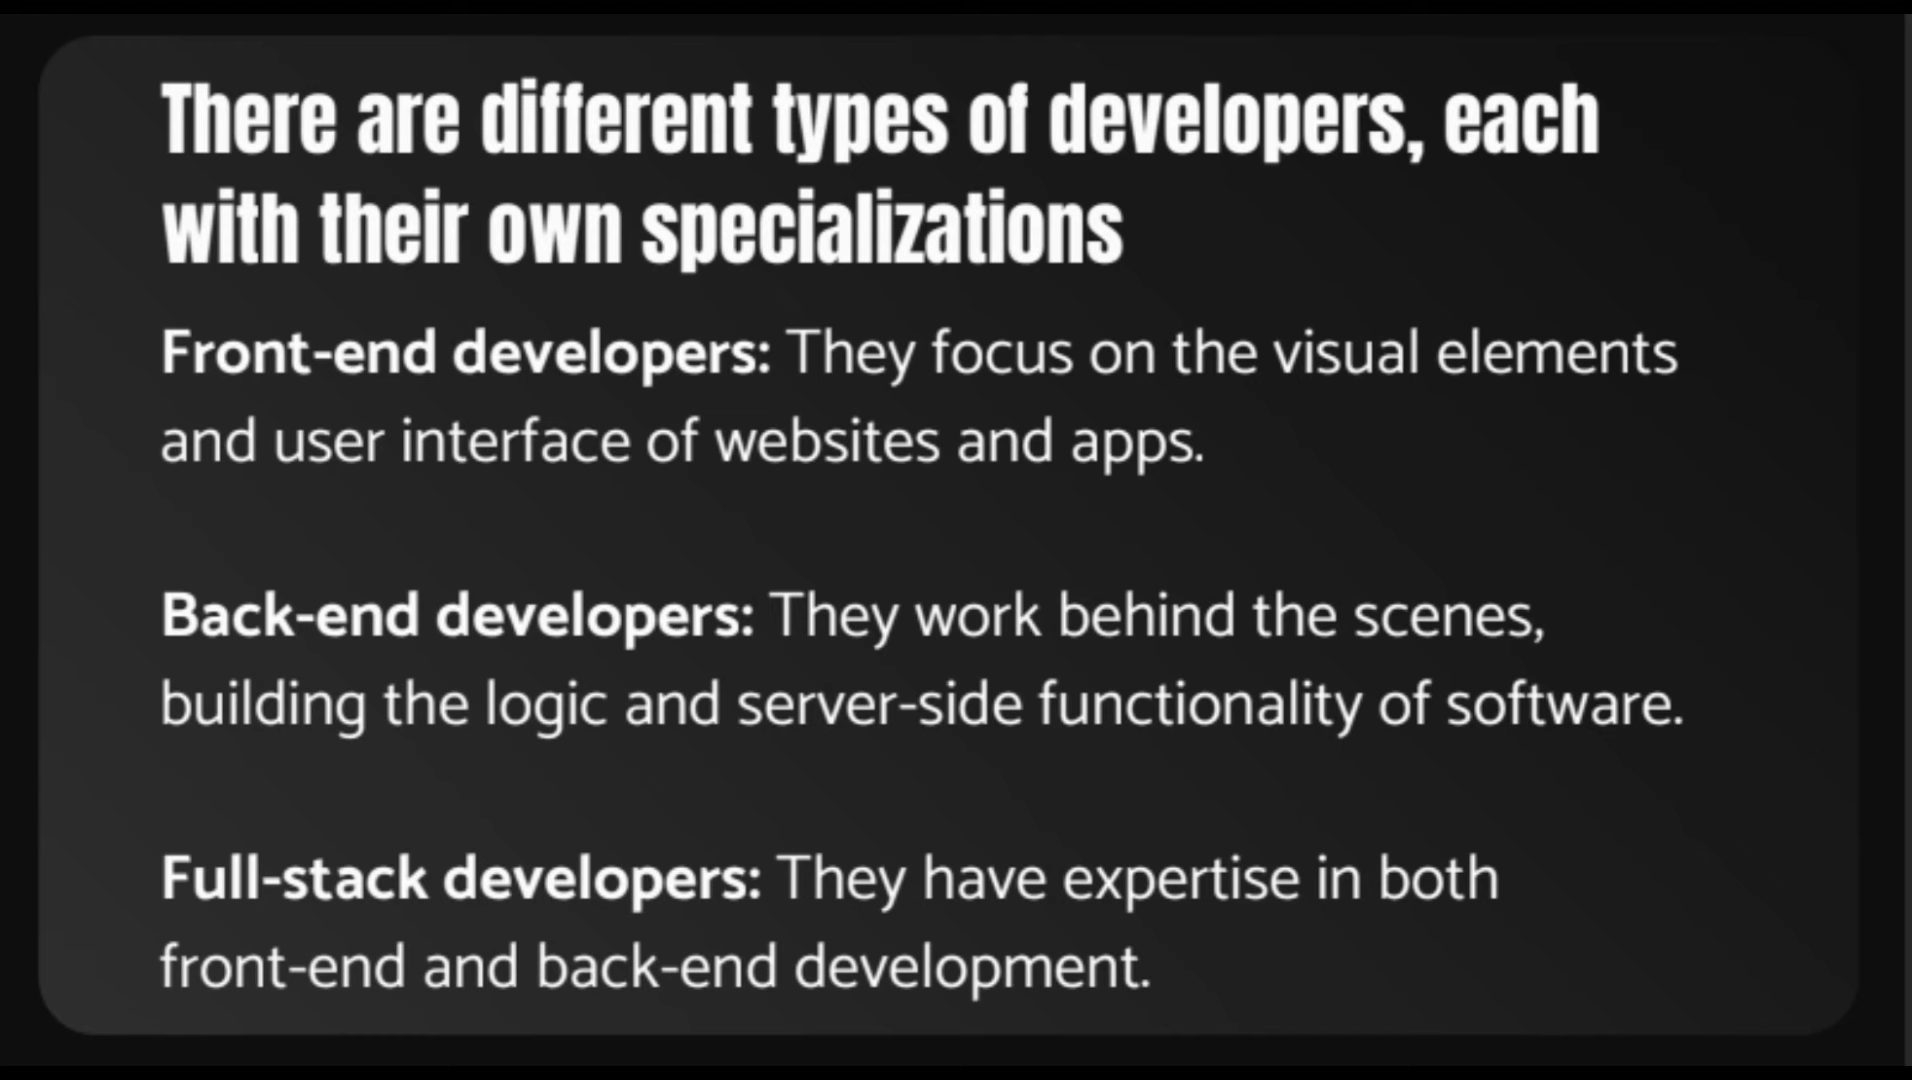 There are different types of developers, each
with their own specializations
Front-end developers: They focus on the visual elements
and user interface of websites and apps.
Back-end developers: They work behind the scenes,
building the logic and server-side functionality of software.
Full-stack developers: They have expertise in both
front-end and back-end development.